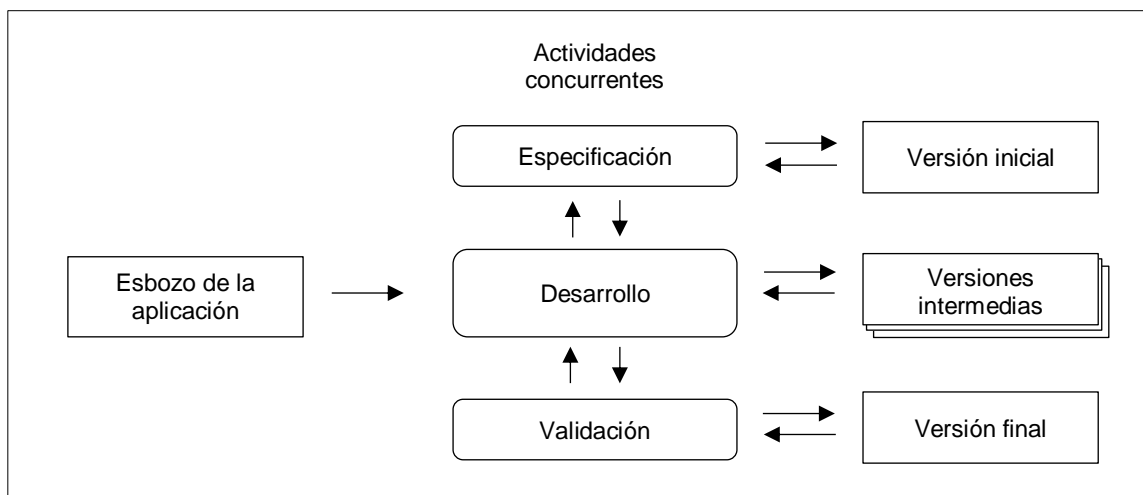 Actividades
concurrentes
Especificación
Versión inicial
Esbozo de la
aplicación
Desarrollo
Versiones
intermedias
Validación
Versión final